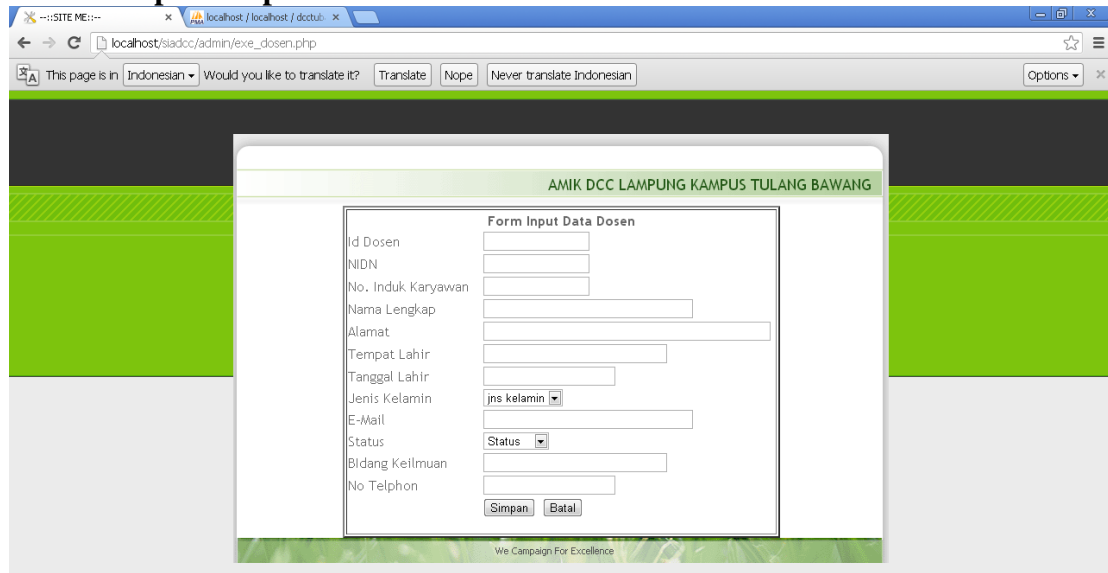 --::SITE ME::--
localhost / localhost / dcctub
localhost/siadcc/admin/exe_dosen.php
This page is in Indonesian Would you like to translate it? Translate Nope Never translate Indonesian Options
AMIK DCC LAMPUNG KAMPUS TULANG BAWANG
Form Input Data Dosen
Id Dosen
NIDN
No. Induk Karyawan
Nama Lengkap
Alamat
Tempat Lahir
Tanggal Lahir
Jenis Kelamin jns kelamin
E-Mail
Status Status
BIdang Keilmuan
No Telphon
Simpan Batal
We Campaign For Excellence